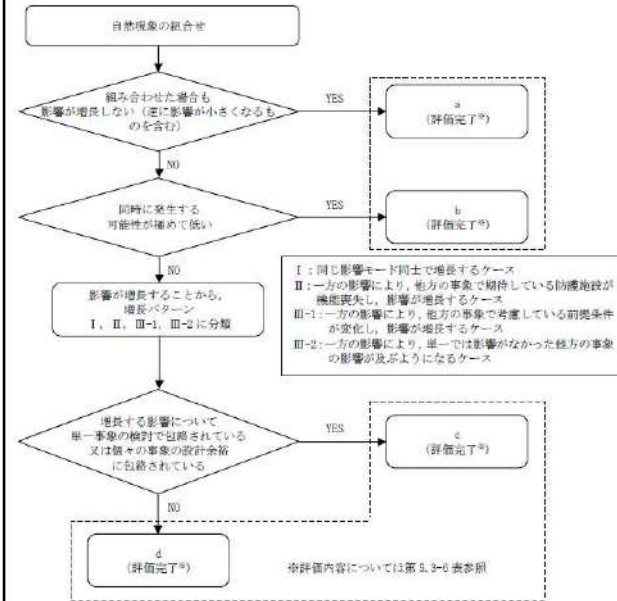 自然現象の組合せ
組み合わせた場合も
影響が増長しない（逆に影響が小さくなるも
のを含む）
YES
a
(評価完了※)
NO
同時に発生する
可能性が極めて低い
YES
b
(評価完了※)
NO
影響が増長することから，
増長パターン
Ⅰ，Ⅱ，Ⅲ-1，Ⅲ-2 に分類
Ⅰ：同じ影響モード同士で増長するケース
Ⅱ：一方の影響により，他方の事象で期待している防護施設が
機能喪失し，影響が増長するケース
Ⅲ-1：一方の影響により，他方の事象で考慮している前提条件
が変化し，影響が増長するケース
Ⅲ-2：一方の影響により，単一では影響がなかった他方の事象
の影響が及ぶようになるケース
増長する影響について
単一事象の検討で包絡されている
又は個々の事象の設計余裕
に包絡されている
YES
c
(評価完了※)
NO
d
(評価完了※)
※評価内容については第 5.3-6 表参照